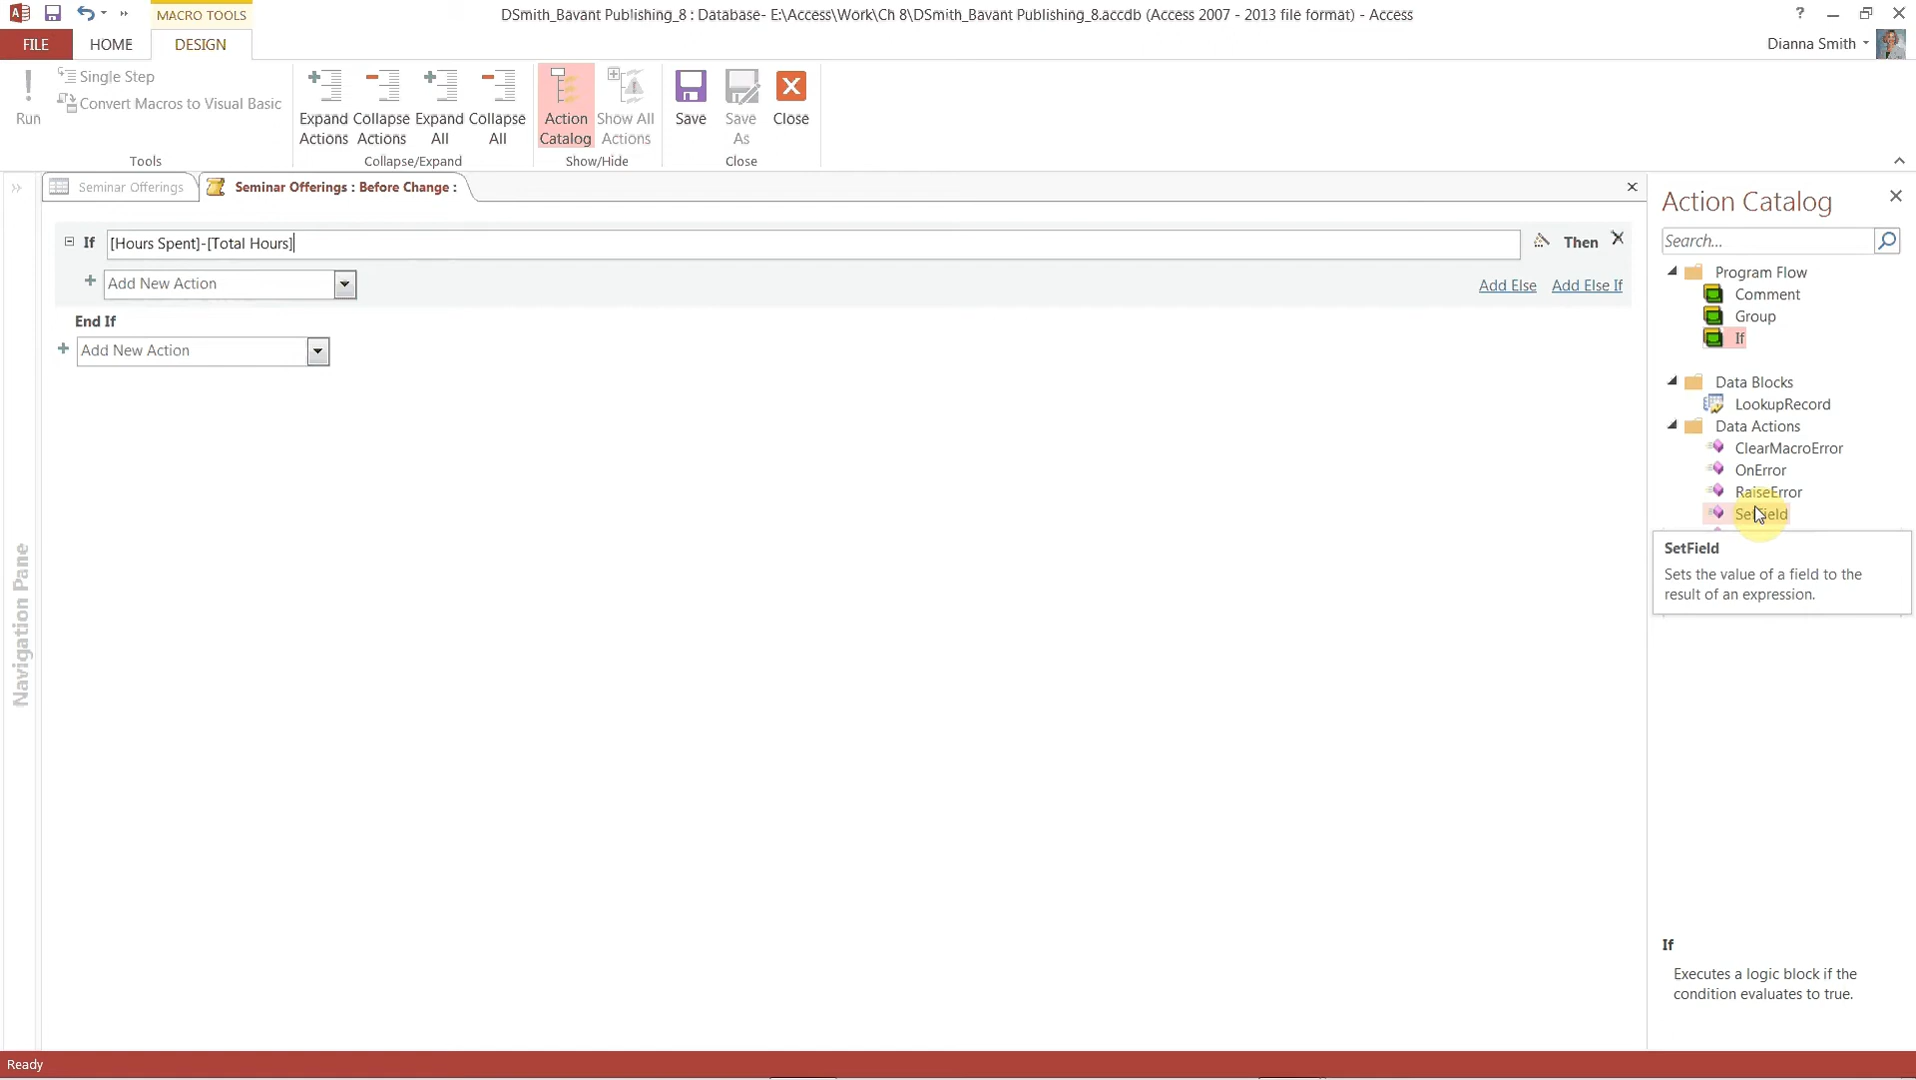 MACRO TOOLS
DSmith_Bavant Publishing_8 : Database- E:\Access\Work\Ch 8\DSmith_Bavant Publishing_8.accdb (Access 2007 - 2013 file format) - Access
?
FILE
HOME
DESIGN
Dianna Smith
Run
Single Step
Convert Macros to Visual Basic
Tools
Expand Actions
Collapse Actions
Expand All
Collapse All
Collapse/Expand
Action Catalog
Show All Actions
Show/Hide
Save
Save As
Close
Close
Seminar Offerings
Seminar Offerings : Before Change :
If [Hours Spent]-[Total Hours] Then
Add New Action
Add Else
Add Else If
End If
Add New Action
Navigation Pane
Action Catalog
Search...
Program Flow
Comment
Group
If
Data Blocks
LookupRecord
Data Actions
ClearMacroError
OnError
RaiseError
SetField
SetField
Sets the value of a field to the
result of an expression.
If
Executes a logic block if the
condition evaluates to true.
Ready